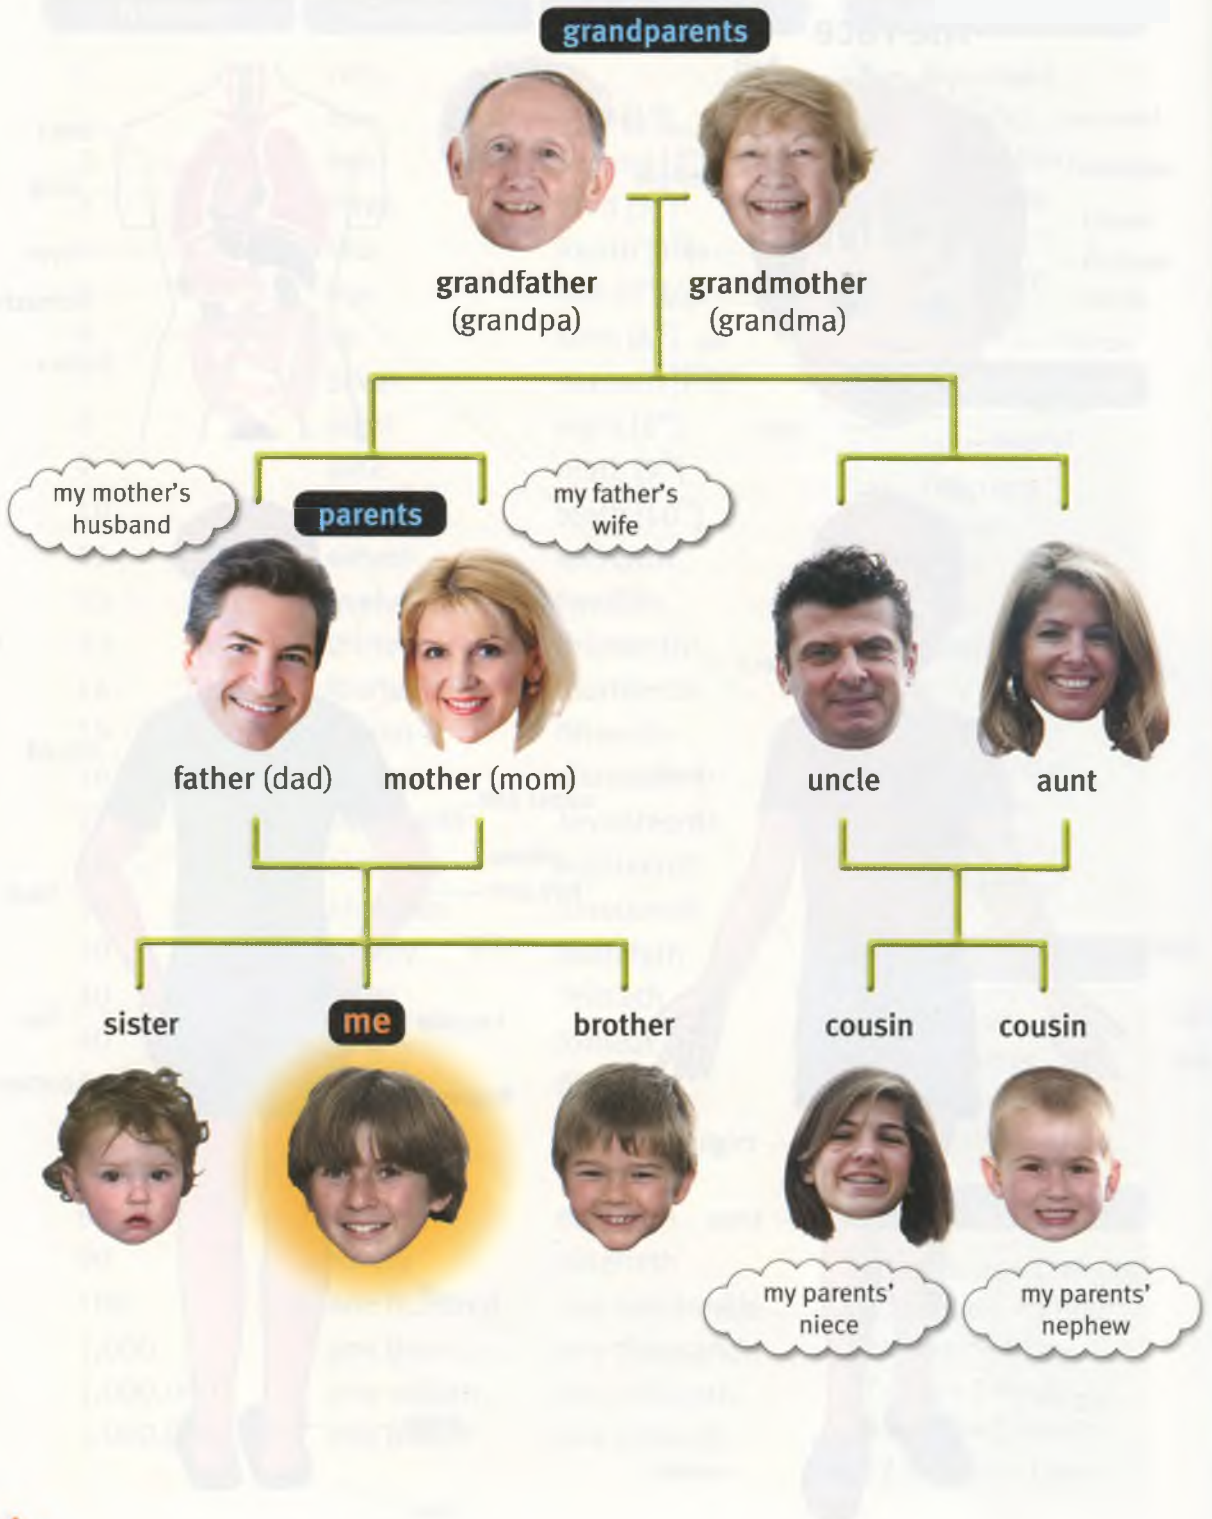 grandparents
grandfather
(grandpa)
grandmother
(grandma)
my mother's
husband
parents
my father's
wife
father (dad)
mother (mom)
uncle
aunt
sister
me
brother
cousin
cousin
my parents'
niece
my parents'
nephew